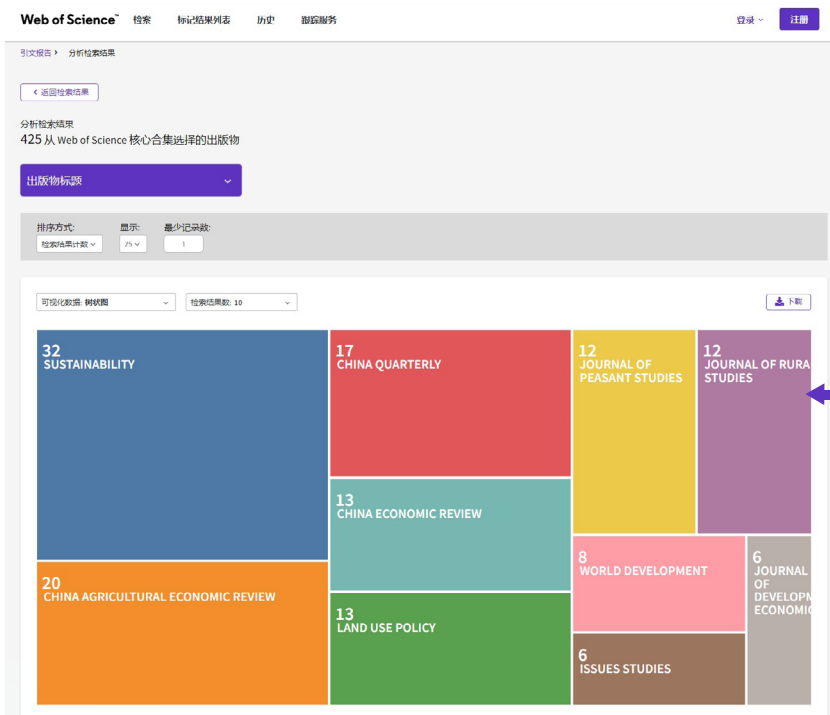 Web of Science™ 检索 标记结果列表 历史 跟踪服务 登录 注册
引文报告 › 分析检索结果
‹ 返回检索结果
分析检索结果
425 从 Web of Science 核心合集选择的出版物
出版物标题
排序方式: 显示: 最少记录数:
检索结果计数 25 1
可视化数据: 树状图 检索结果数: 10 下载
32
SUSTAINABILITY
20
CHINA AGRICULTURAL ECONOMIC REVIEW
17
CHINA QUARTERLY
13
CHINA ECONOMIC REVIEW
13
LAND USE POLICY
12
JOURNAL OF
PEASANT STUDIES
12
JOURNAL OF RURA
STUDIES
8
WORLD DEVELOPMENT
6
ISSUES STUDIES
6
JOURNAL
OF
DEVELOPM
ECONOMIC